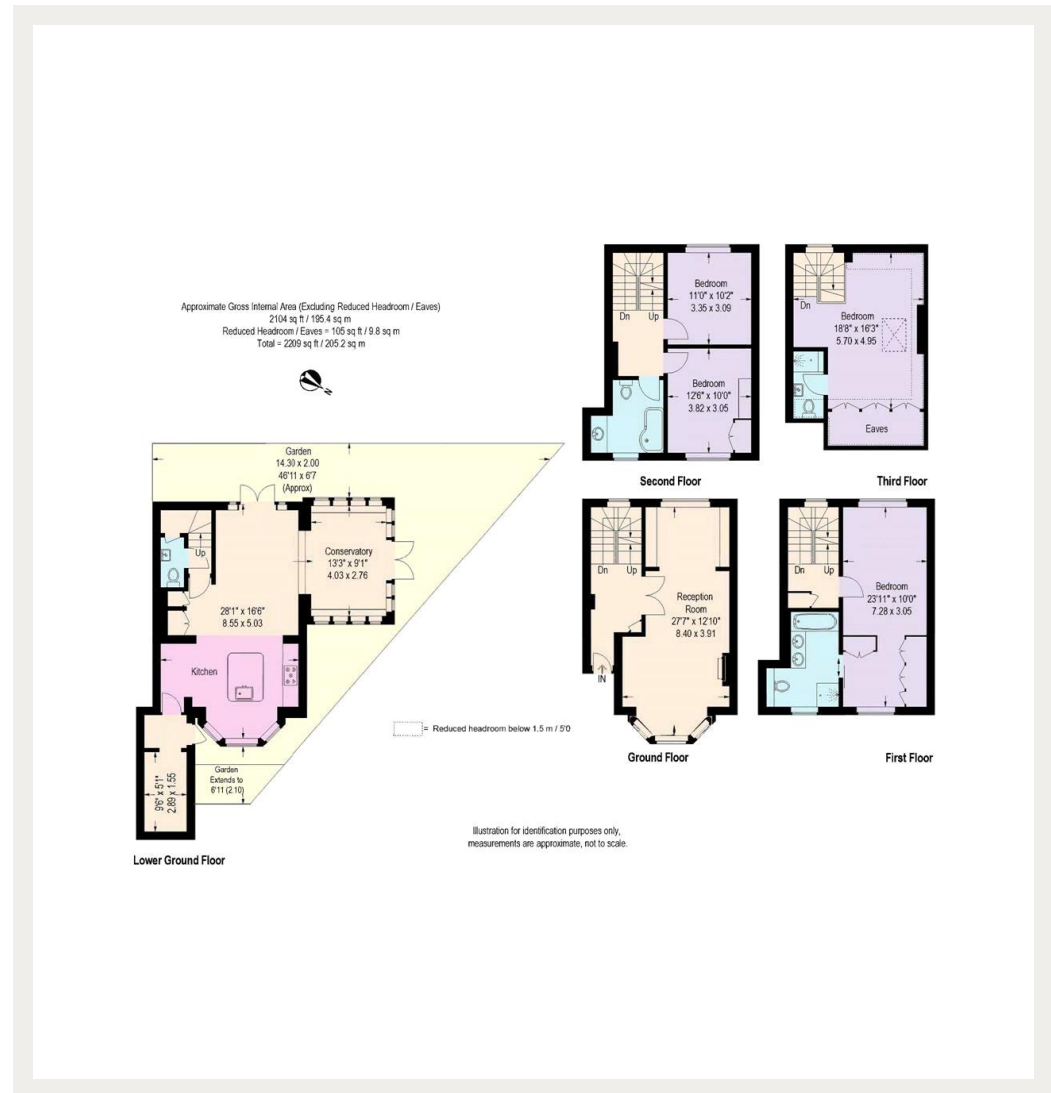 Approximate Gross Internal Area (Excluding Reduced Headroom / Eaves)
2104 sq ft / 195.4 sq m
Reduced Headroom / Eaves = 105 sq ft / 9.8 sq m
Total = 2209 sq ft / 205.2 sq m
N
Garden
14.30 x 2.00
46'11 x 6'7
(Approx)
Up
Conservatory
13'3" x 9'1"
4.03 x 2.76
28'1" x 16'6"
8.55 x 5.03
Kitchen
Garden
Extends to
6'11 (2.10)
9'6" x 5'1"
2.89 x 1.55
Lower Ground Floor
= Reduced headroom below 1.5 m / 5'0
Dn
Up
Bedroom
11'0" x 10'2"
3.35 x 3.09
Bedroom
12'6" x 10'0"
3.82 x 3.05
Second Floor
Dn
Bedroom
18'8" x 16'3"
5.70 x 4.95
Eaves
Third Floor
Dn
Up
Reception
Room
27'7" x 12'10"
8.40 x 3.91
IN
Ground Floor
Dn
Up
Bedroom
23'11" x 10'0"
7.28 x 3.05
First Floor
Illustration for identification purposes only,
measurements are approximate, not to scale.